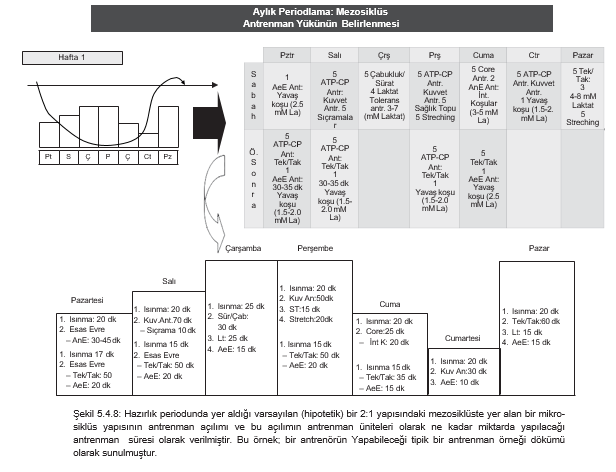 Aylık Periodlama: Mezosiklüs
Antrenman Yükünün Belirlenmesi
Hafta 1
Pt S Ç P Ç Ct Pz
Pztr Salı Çrş Prş Cuma Ctr Pazar
Sabah
1
AeE Ant:
Yavaş
koşu (2.5
mM La)
5
ATP-CP
Antr:
Kuvvet
Antr. 5
Sıçramala
r
5 Çabukluk/
Sürat
4 Laktat
Tolerans
antr. 3-7
(mM Laktat)
5 ATP-CP
Antr.
Kuvvet
Antr. 5
Sağlık Topu
5 Streching
5 Core
Antr. 2
AnE Ant:
İnt.
Koşular
(3-5 mM
La)
5 ATP-CP
Antr. Kuvvet
Antr.
1 Yavaş
koşu (1.5-2.
mM La)
5 Tek/
Tak:
3
4-8 mM
Laktat
5
Streching
Ö.Sonra
5
ATP-CP
Ant:
Tek/Tak
1
AeE Ant:
30-35 dk
Yavaş
koşu
(1.5-2.0
mM La)
5
ATP-CP
Ant:
Tek/Tak
1
30-35 dk
Yavaş
koşu (1.5-
2.0 mM
La)
5
ATP-CP
Ant:
Tek/Tak
1
Yavaş koşu
(1.5-2.0
mM La)
5
Tek/Tak
1
AeE Ant:
Yavaş
koşu (2.5
mM La)
Pazartesi
1. Isınma: 20 dk
2. Esas Evre
– AnE: 30-45dk
1. Isınma 17 dk
2. Esas Evre
– Tek/Tak: 50
– AeE: 20 dk
Salı
1. Isınma: 20 dk
2. Kuv.Ant.70 dk
– Sıçrama 10dk
1. Isınma 15 dk
2. Esas Evre
– Tek/Tak: 50 dk
– AeE: 20 dk
Çarşamba
1. Isınma: 25 dk
2. Sür/Çab:
30 dk
3. Lt: 25 dk
4. AeE: 15 dk
Perşembe
1. Isınma: 20 dk
2. Kuv An:50dk
3. ST:15 dk
4. Stretch:20dk
1. Isınma 15 dk
– Tek/Tak: 50 dk
– AeE: 20 dk
Cuma
1. Isınma: 20 dk
2. Core:25 dk
– İnt K: 20 dk
1. Isınma: 15 dk
– Tek/Tak: 35 dk
– AeE: 15 dk
Cumartesi
1. Isınma: 20 dk
2. Kuv An:30 dk
3. AeE: 10 dk
Pazar
1. Isınma: 20 dk
2. Tek/Tak:60 dk
3. Lt: 15 dk
4. AeE: 15 dk
Şekil 5.4.8: Hazırlık periodunda yer aldığı varsayılan (hipotetik) bir 2:1 yapısındaki mezosiklüste yer alan bir mikro-
siklüs yapısının antrenman açılımı ve bu açılımın antrenman üniteleri olarak ne kadar miktarda yapılacağı
antrenman süresi olarak verilmiştir. Bu örnek; bir antrenörün Yapabileceği tipik bir antrenman örneği dökümü
olarak sunulmuştur.